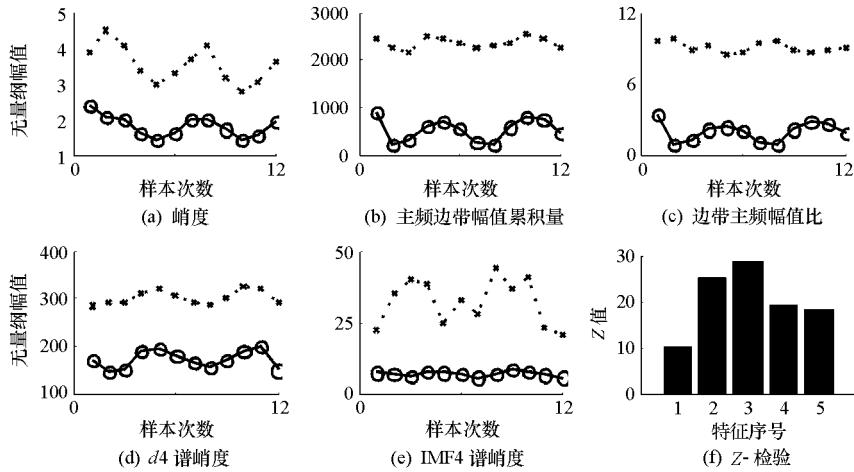 无量纲幅值
5
4
3
2
1
0
12
样本次数
(a) 峭度
3000
2000
1000
0
0
12
样本次数
(b) 主频边带幅值累积量
12
6
0
0
12
样本次数
(c) 边带主频幅值比
无量纲幅值
400
300
200
100
0
12
样本次数
(d) d4 谱峭度
50
25
0
0
12
样本次数
(e) IMF4 谱峭度
Z 值
30
20
10
0
1 2 3 4 5
特征序号
(f) Z- 检验